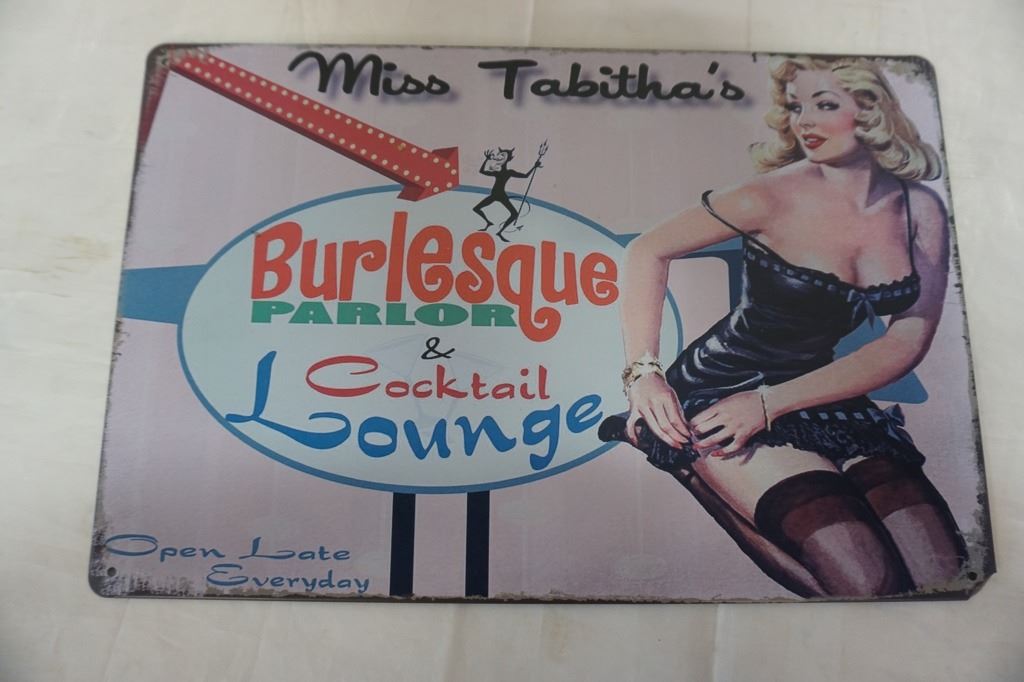 Miss Tabitha's
Burlesque
PARLOR
&
Cocktail
Lounge
Open Late
Everyday